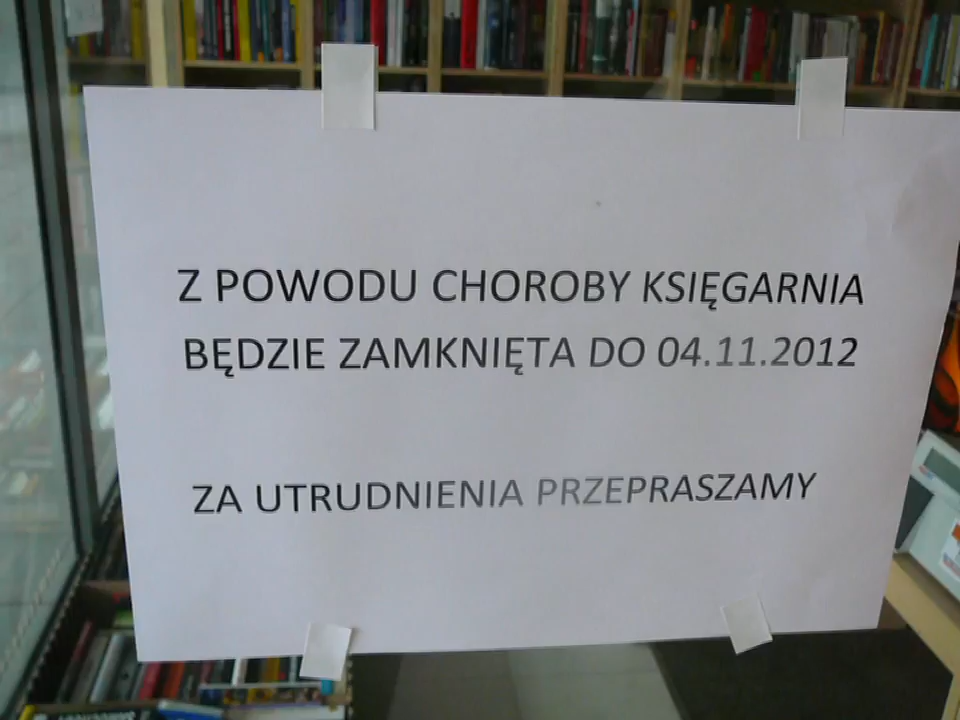 Z POWODU CHOROBY KSIĘGARNIA
BĘDZIE ZAMKNIĘTA DO 04.11.2012
ZA UTRUDNIENIA PRZEPRASZAMY